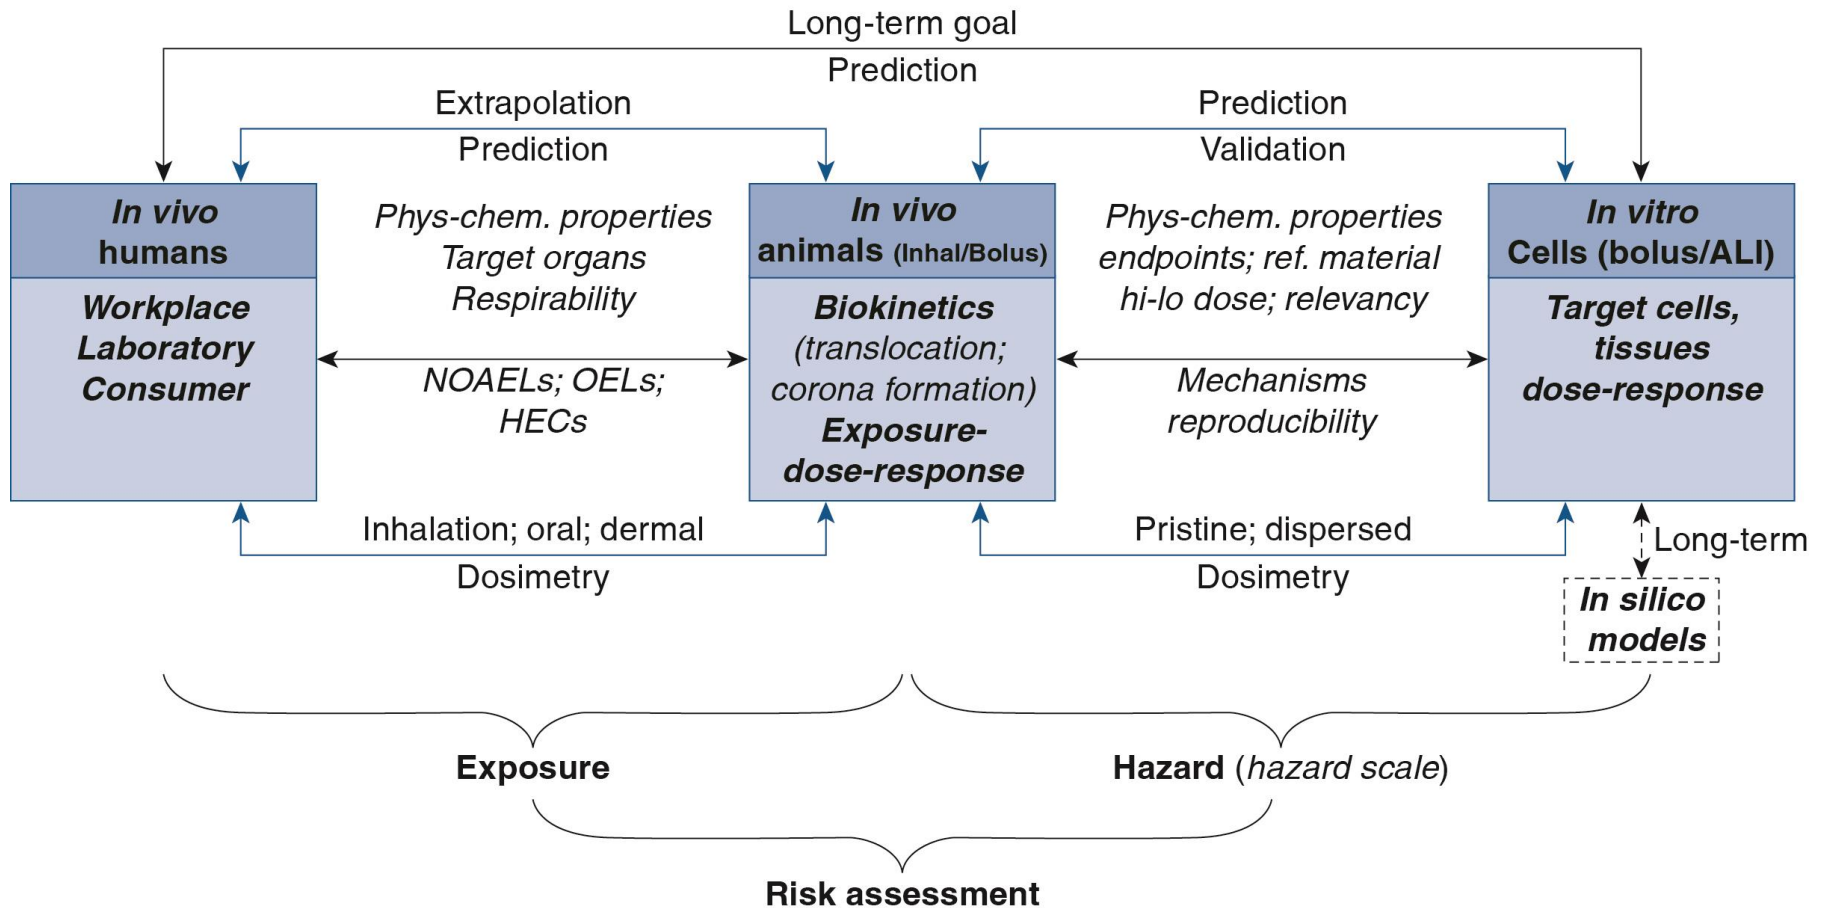 Long-term goal
Prediction
Extrapolation
Prediction
Prediction
Validation
In vivo
humans
Workplace
Laboratory
Consumer
Phys-chem. properties
Target organs
Respirability
NOAELs; OELs;
HECs
In vivo
animals (Inhal/Bolus)
Biokinetics
(translocation;
corona formation)
Exposure-
dose-response
Phys-chem. properties
endpoints; ref. material
hi-lo dose; relevancy
Mechanisms
reproducibility
In vitro
Cells (bolus/ALI)
Target cells,
tissues
dose-response
Inhalation; oral; dermal
Dosimetry
Pristine; dispersed
Dosimetry
Long-term
In silico
models
Exposure
Hazard (hazard scale)
Risk assessment